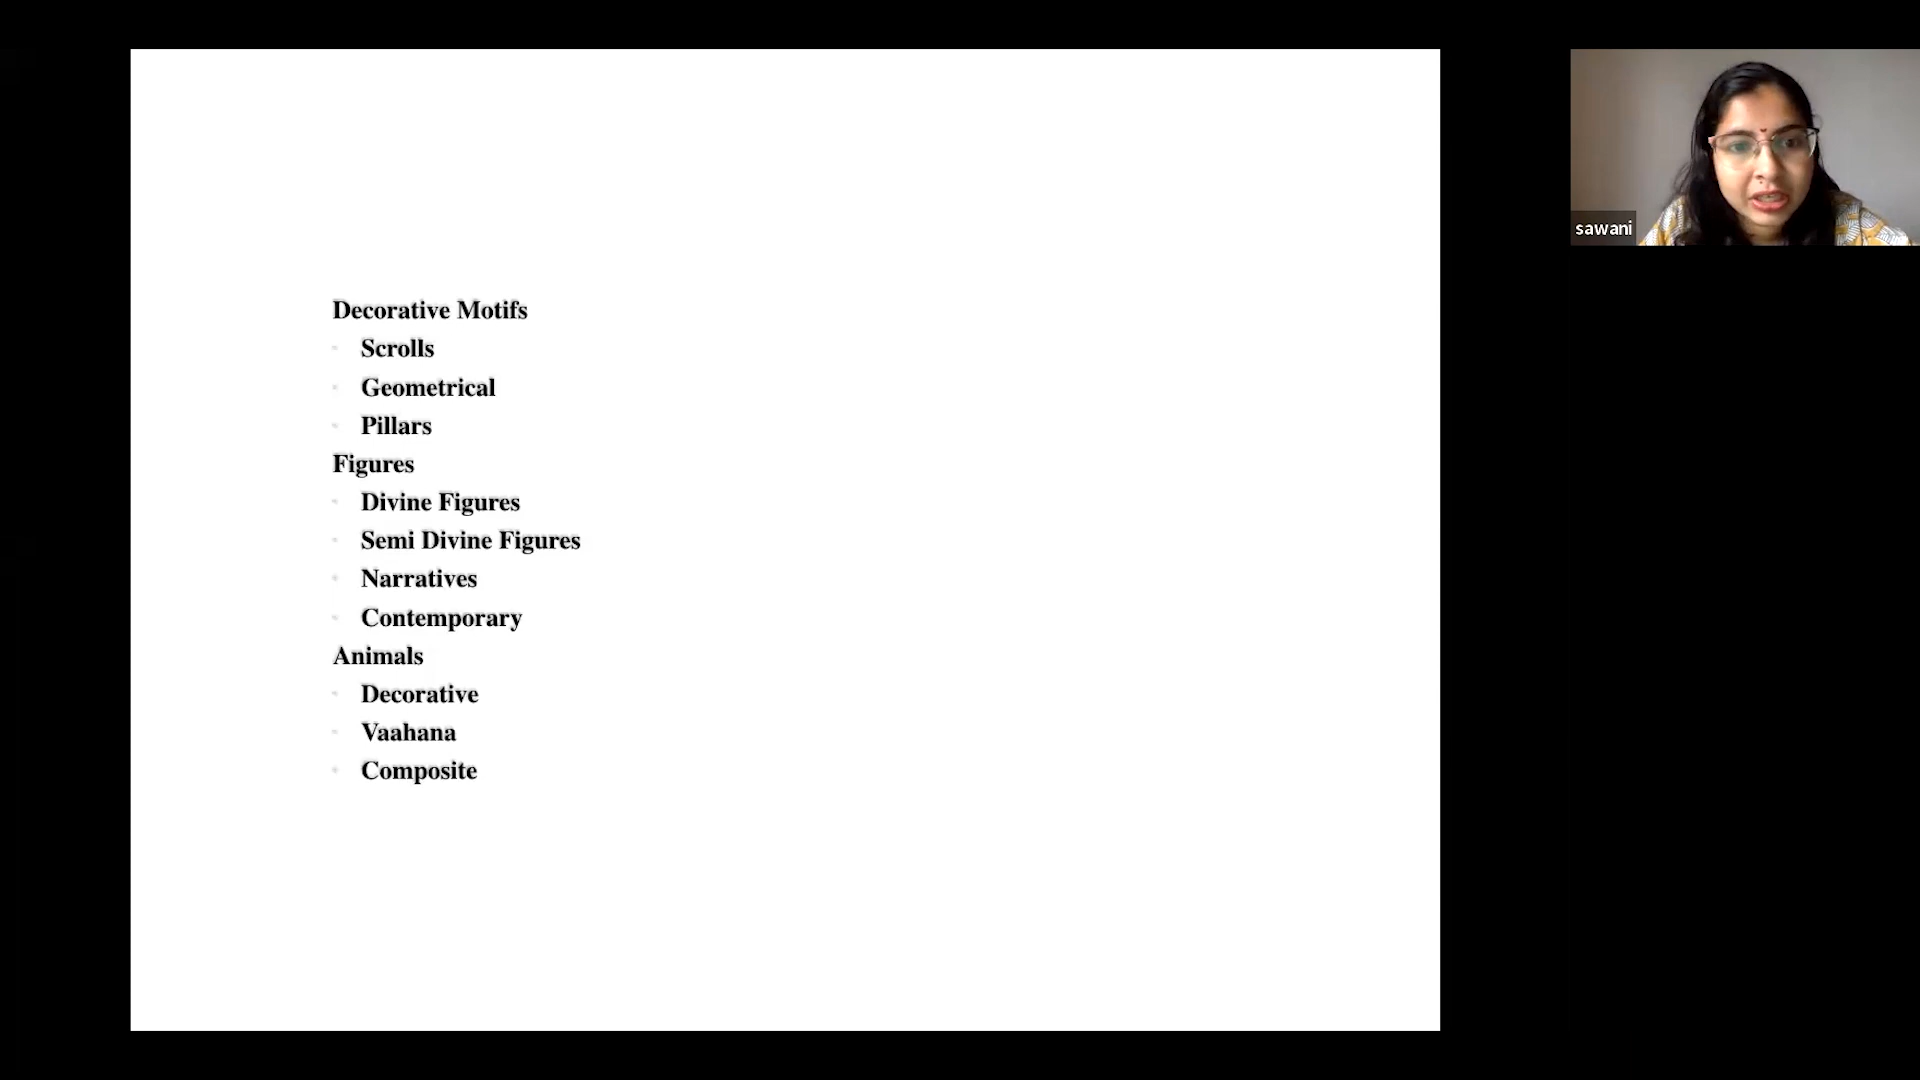 Decorative Motifs
Scrolls
Geometrical
Pillars
Figures
Divine Figures
Semi Divine Figures
Narratives
Contemporary
Animals
Decorative
Vaahana
Composite
sawani